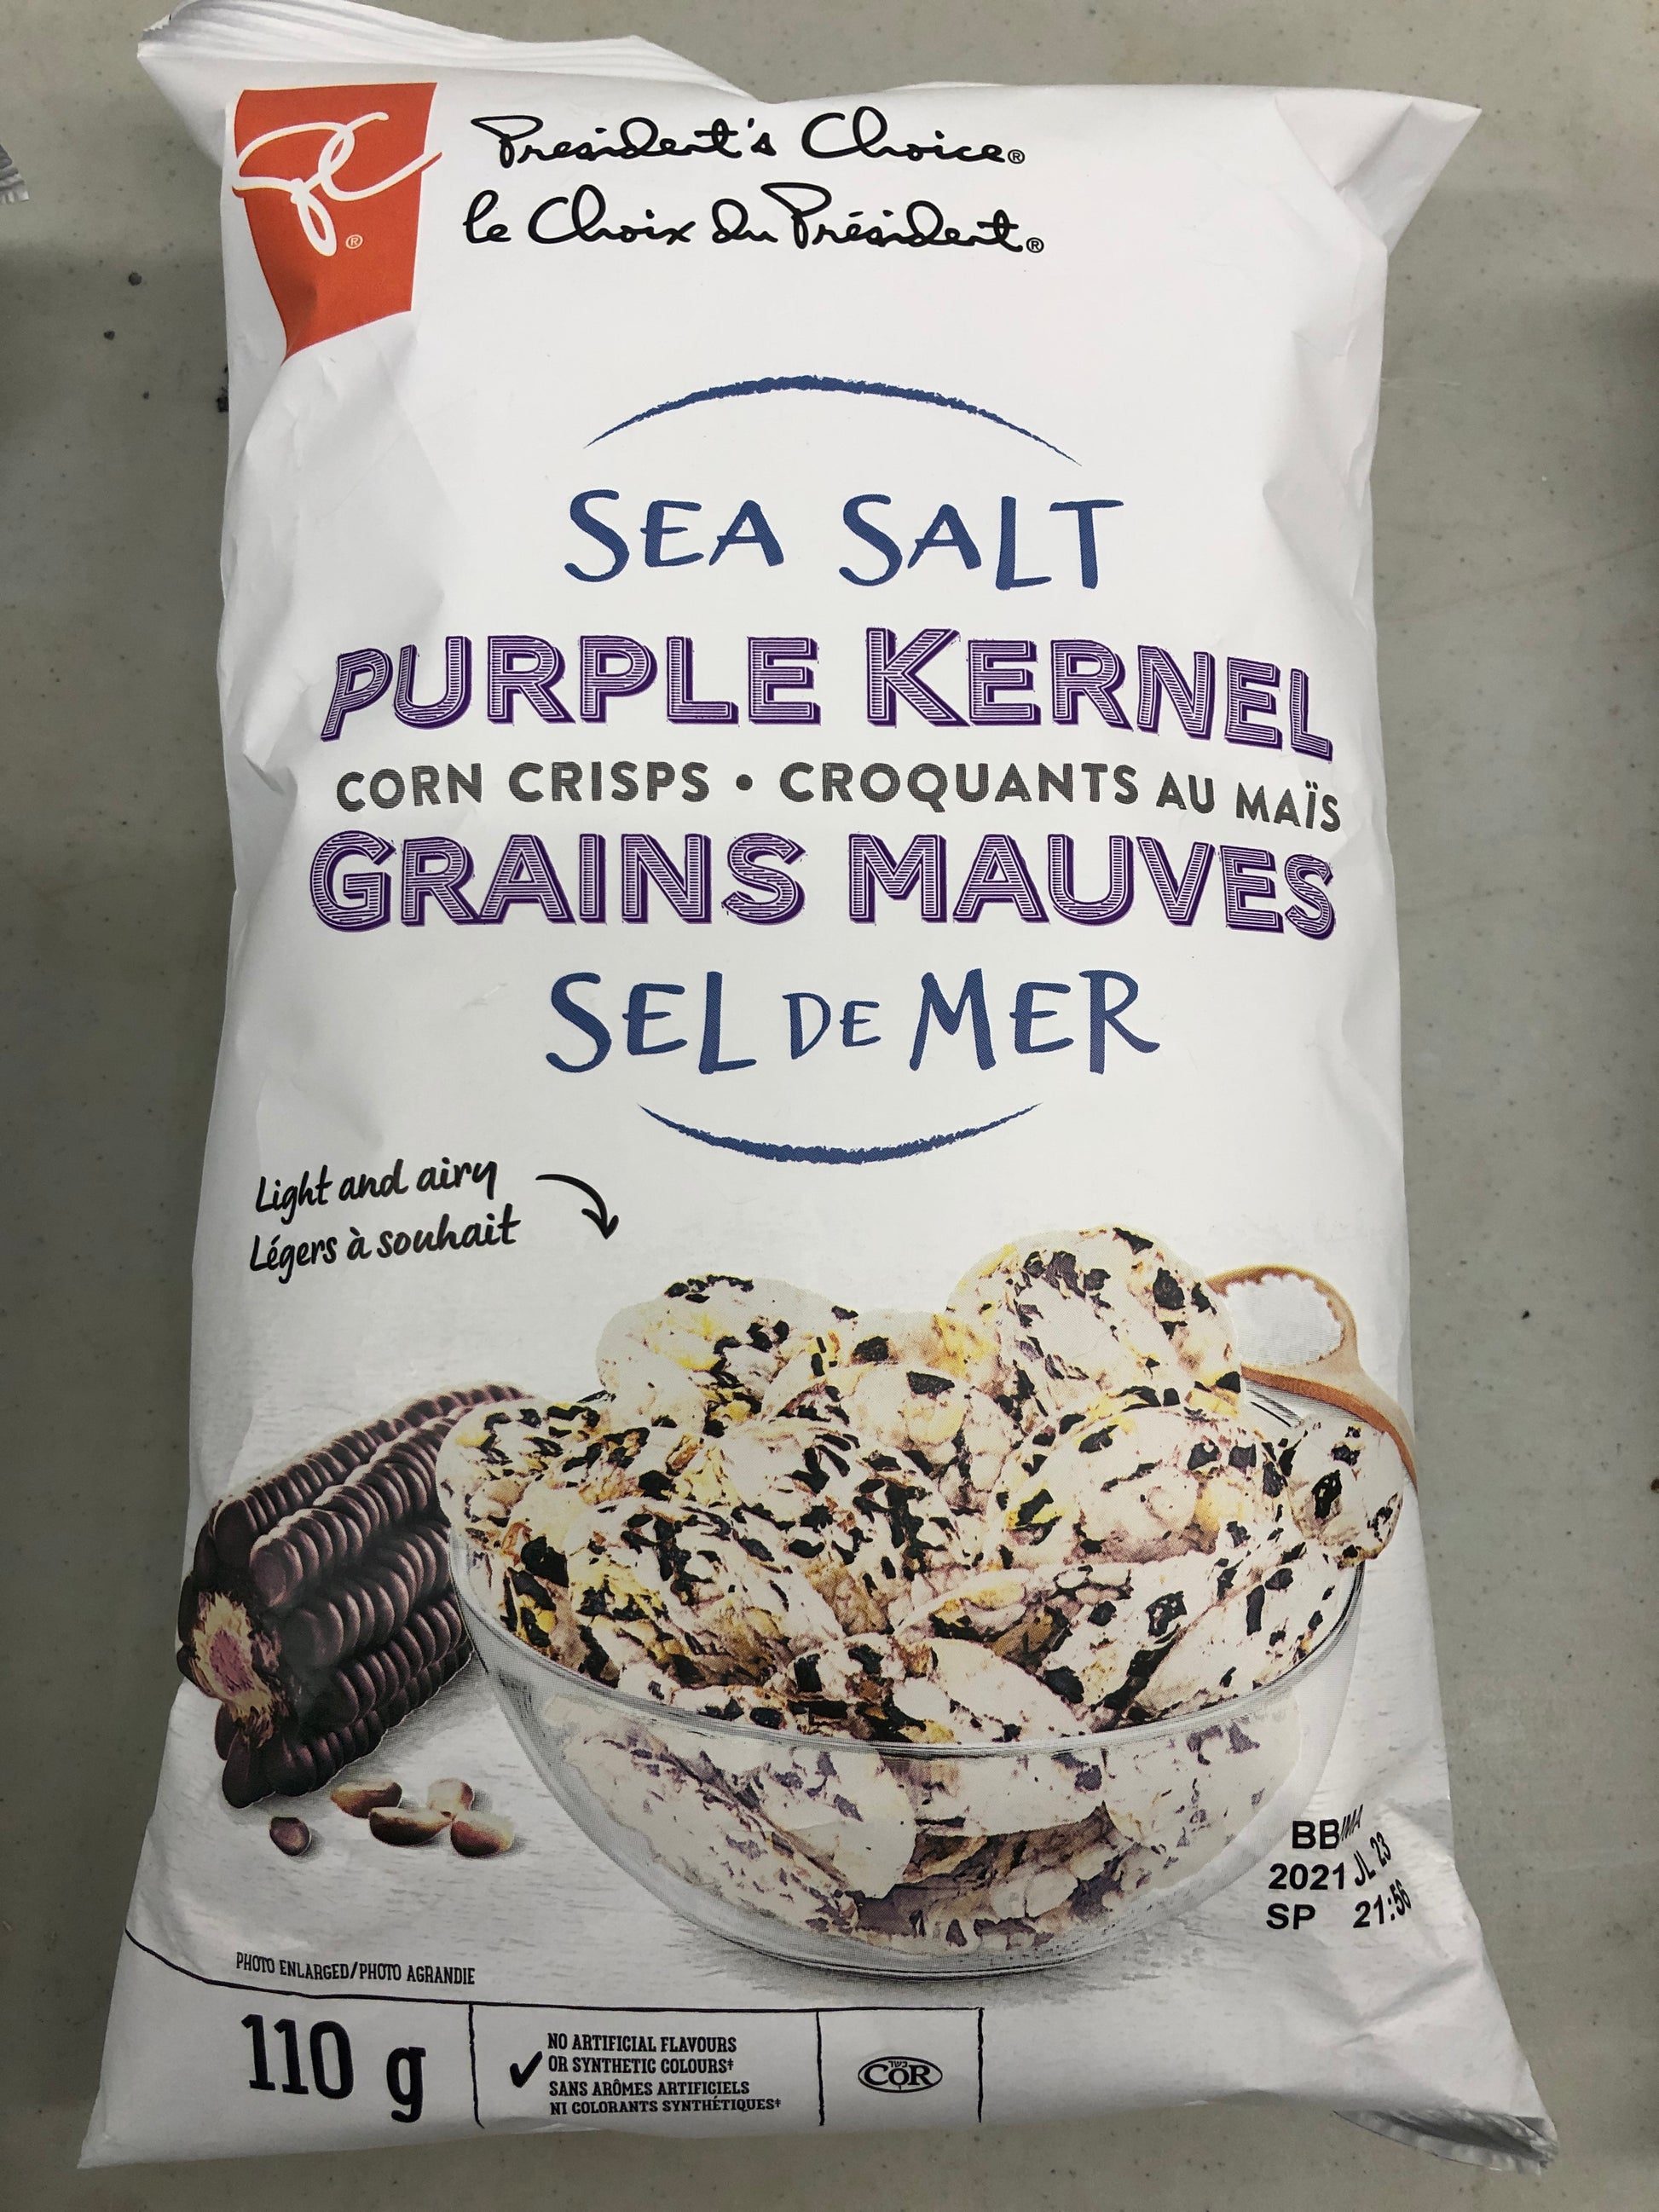 President's Choice®
le Choix du Président®
SEA SALT
PURPLE KERNEL
CORN CRISPS • CROQUANTS AU MAÏS
GRAINS MAUVES
SEL DE MER
Light and airy
Légers à souhait
BB/MA
2021 JL 23
SP 21:56
PHOTO ENLARGED/PHOTO AGRANDIE
110 g
NO ARTIFICIAL FLAVOURS
✓ OR SYNTHETIC COLOURS‡
SANS ARÔMES ARTIFICIELS
NI COLORANTS SYNTHÉTIQUES‡
כשר
COR